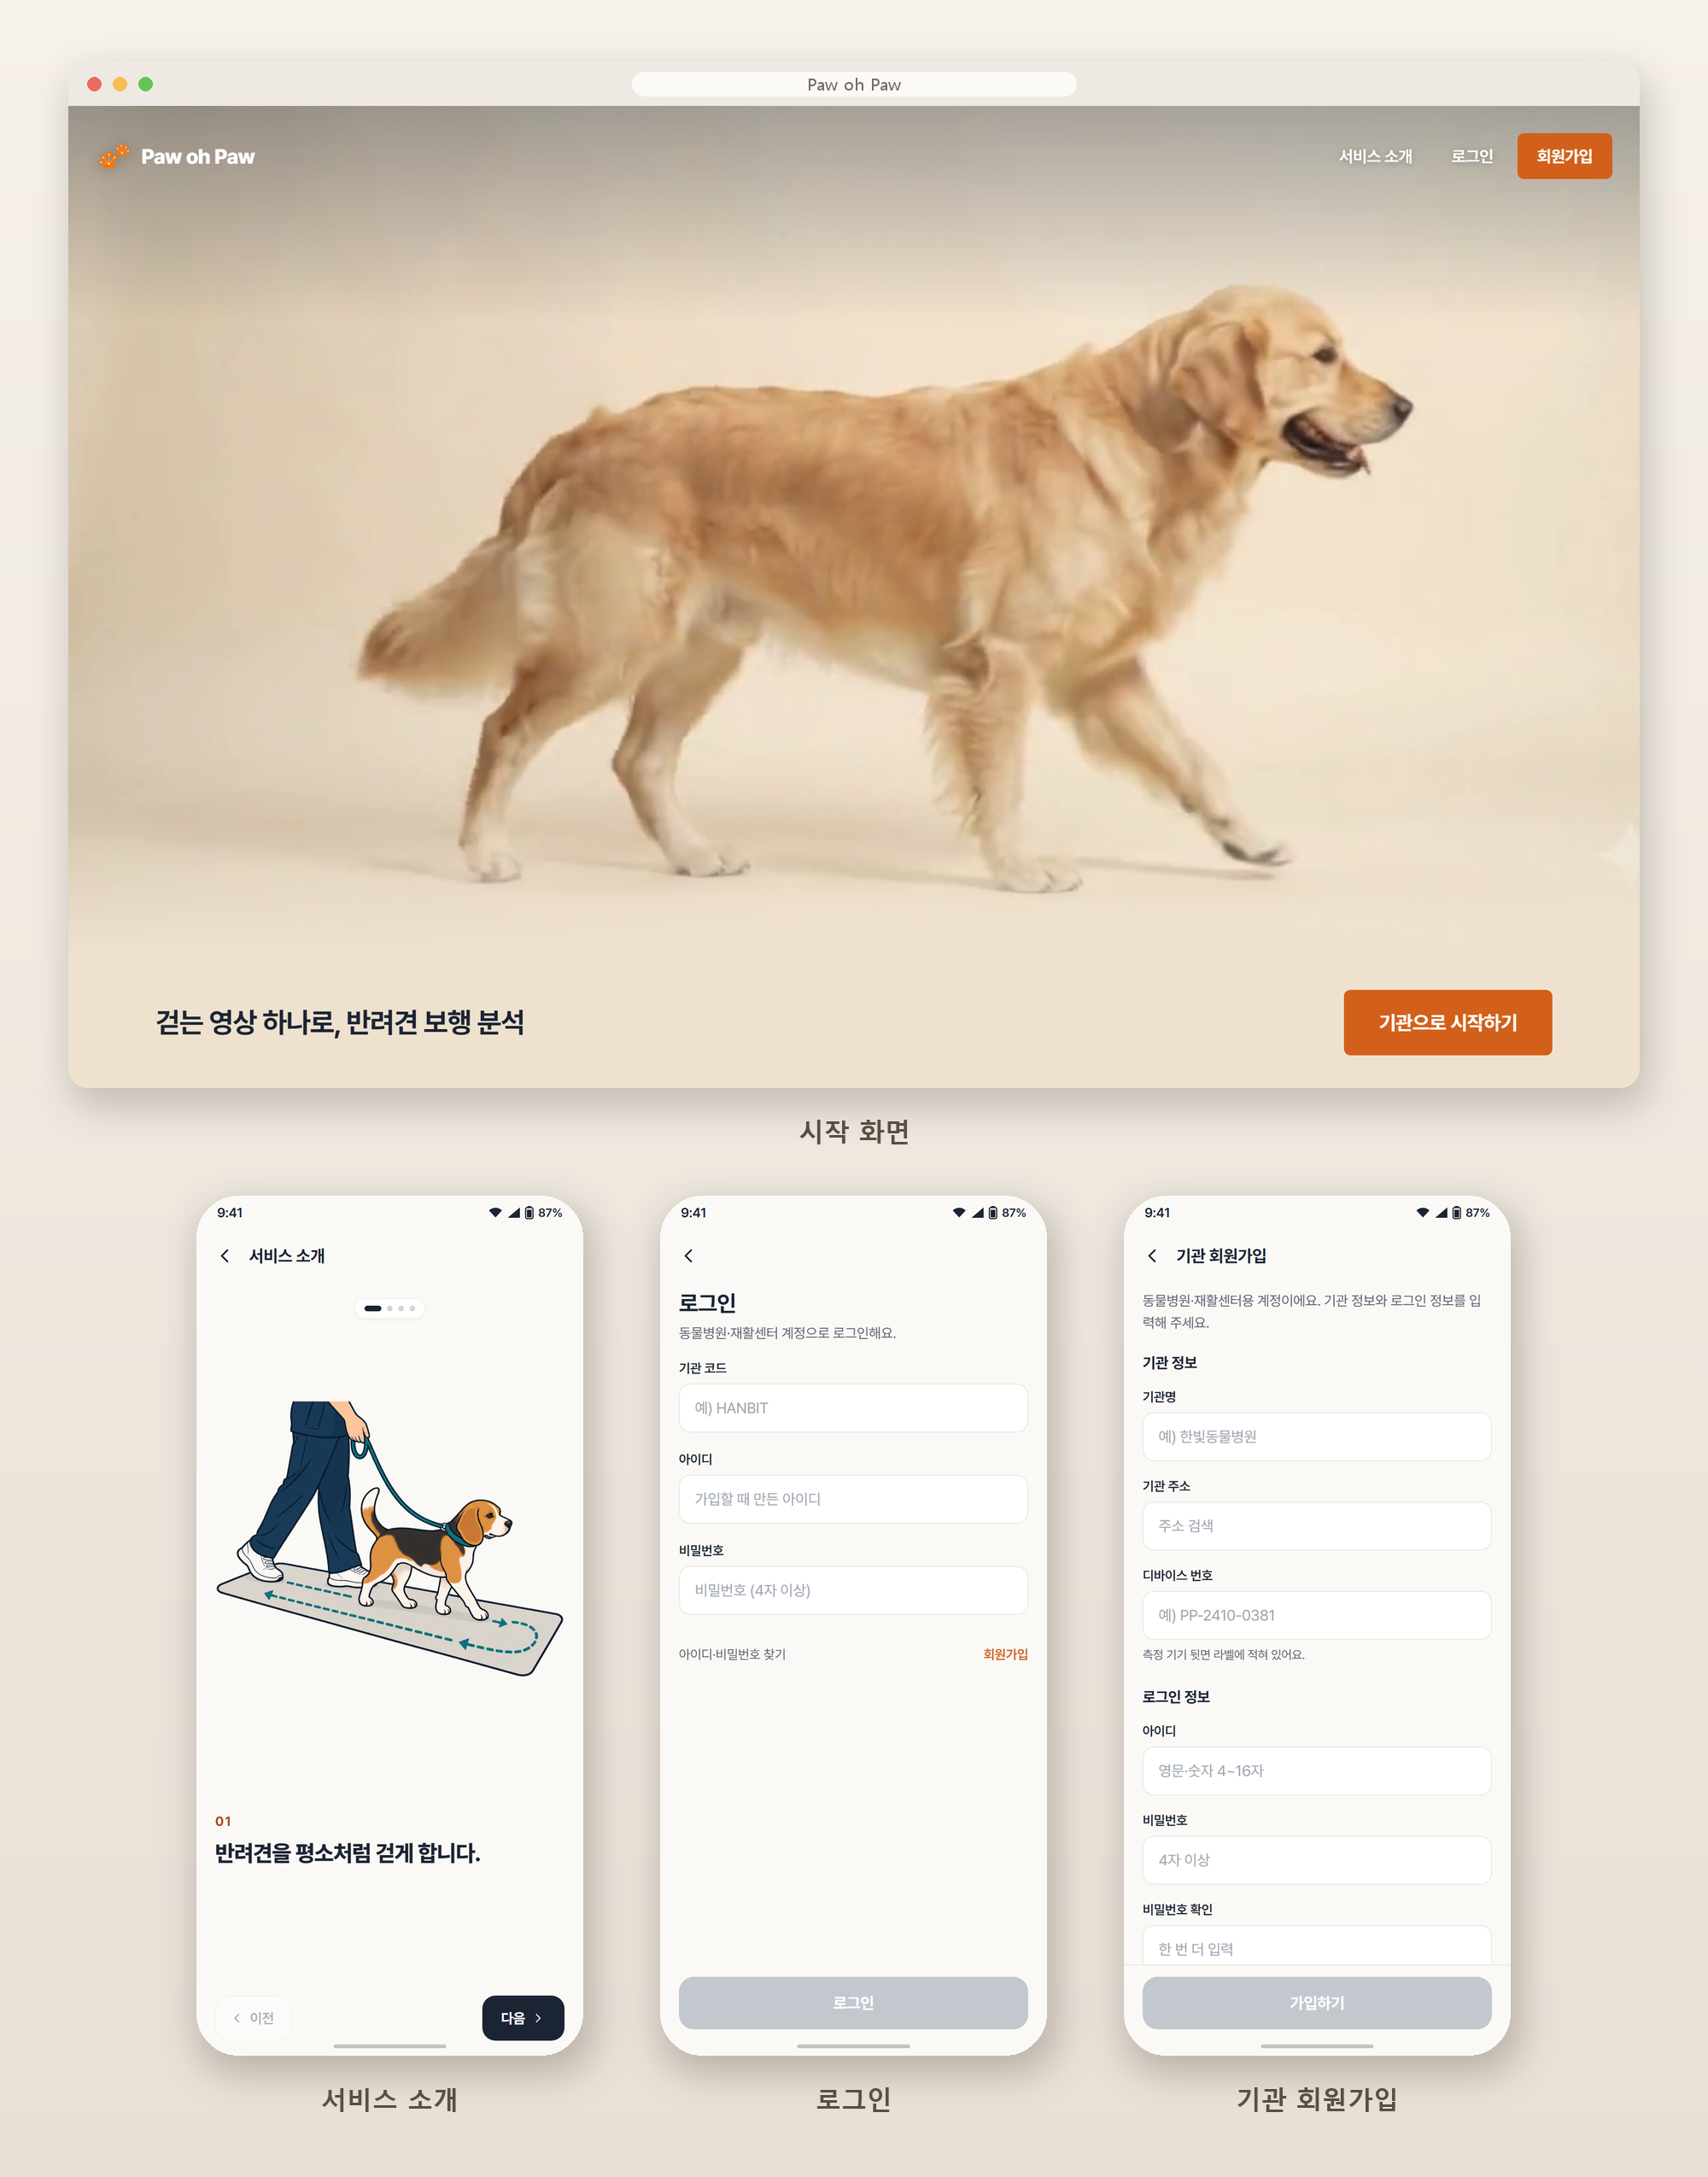 Paw oh Paw
Paw oh Paw
서비스 소개
로그인
회원가입
걷는 영상 하나로, 반려견 보행 분석
기관으로 시작하기
시작 화면
9:41
87%
서비스 소개
01
반려견을 평소처럼 걷게 합니다.
이전
다음
서비스 소개
9:41
87%
로그인
동물병원·재활센터 계정으로 로그인해요.
기관 코드
예) HANBIT
아이디
가입할 때 만든 아이디
비밀번호
비밀번호 (4자 이상)
아이디·비밀번호 찾기
회원가입
로그인
로그인
9:41
87%
기관 회원가입
동물병원·재활센터용 계정이에요. 기관 정보와 로그인 정보를 입
력해 주세요.
기관 정보
기관명
예) 한빛동물병원
기관 주소
주소 검색
디바이스 번호
예) PP-2410-0381
측정 기기 뒷면 라벨에 적혀 있어요.
로그인 정보
아이디
영문·숫자 4~16자
비밀번호
4자 이상
비밀번호 확인
한 번 더 입력
가입하기
기관 회원가입